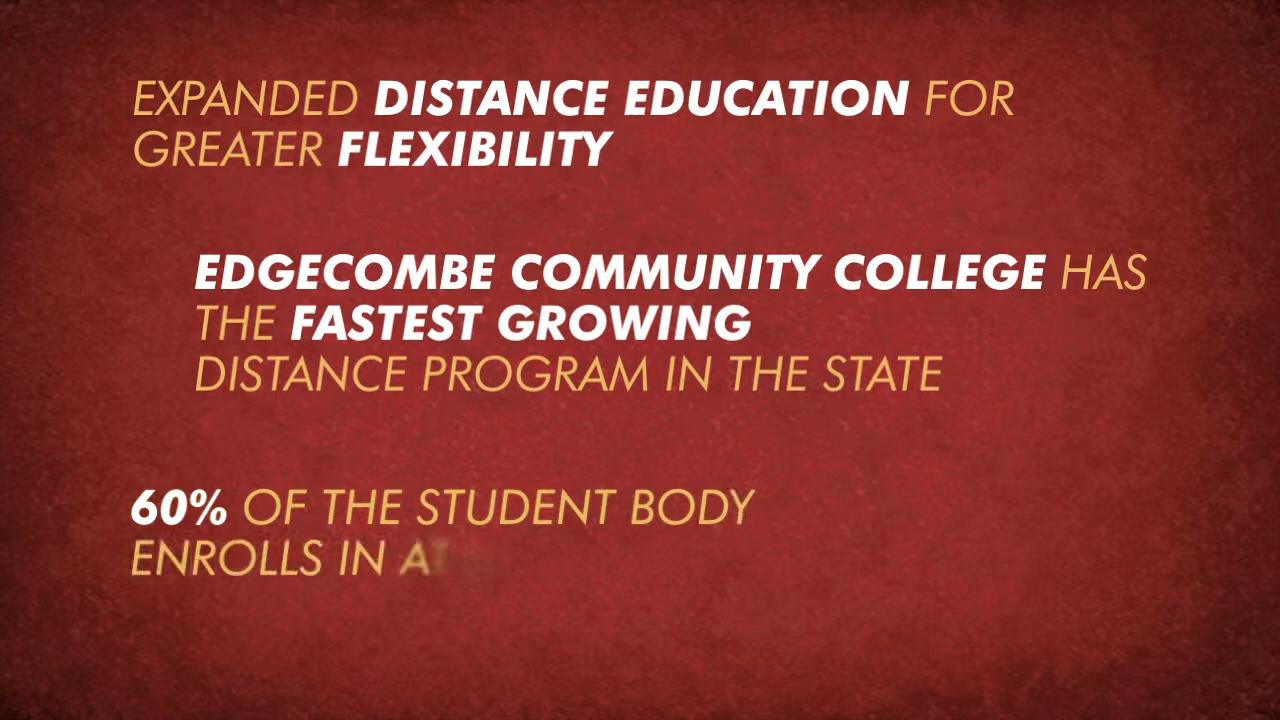 EXPANDED DISTANCE EDUCATION FOR
GREATER FLEXIBILITY
EDGECOMBE COMMUNITY COLLEGE HAS
THE FASTEST GROWING
DISTANCE PROGRAM IN THE STATE
60% OF THE STUDENT BODY
ENROLLS IN AT